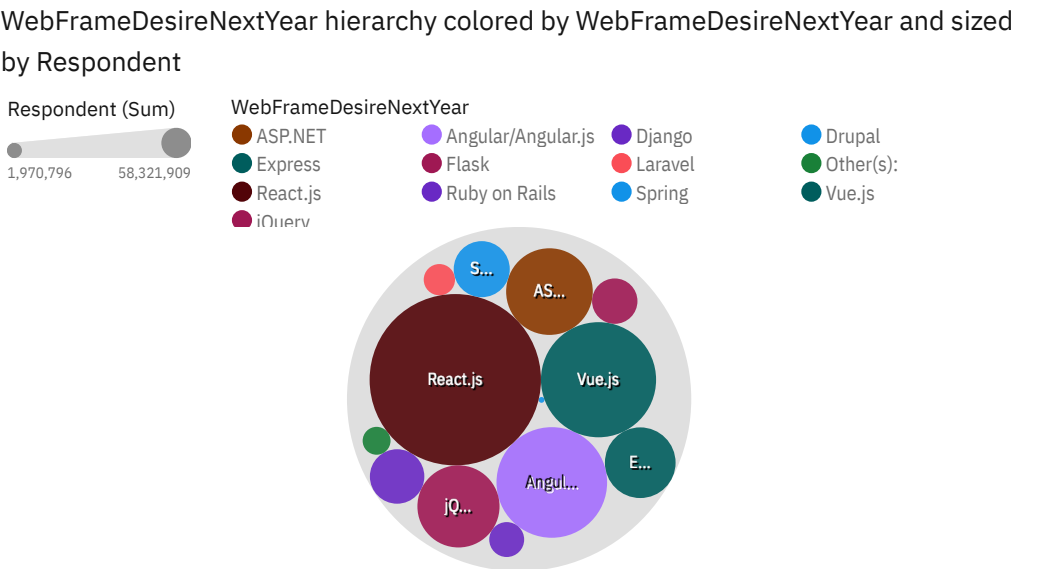 WebFrameDesireNextYear hierarchy colored by WebFrameDesireNextYear and sized
by Respondent
Respondent (Sum)
1,970,796 58,321,909
WebFrameDesireNextYear
ASP.NET Angular/Angular.js Django Drupal
Express Flask Laravel Other(s):
React.js Ruby on Rails Spring Vue.js
jQuery
S...
AS...
React.js
Vue.js
E...
Angul...
jQ...